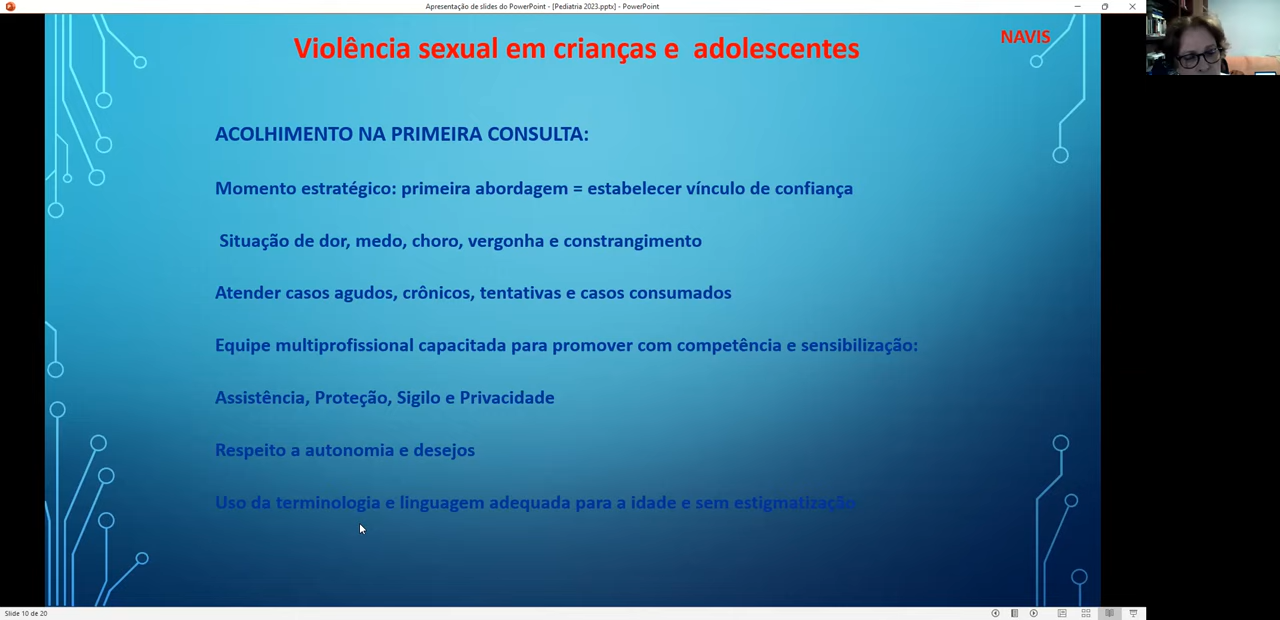 Apresentação de slides do PowerPoint - [Pediatria 2023.pptx] - PowerPoint
Violência sexual em crianças e adolescentes
NAVIS
ACOLHIMENTO NA PRIMEIRA CONSULTA:
Momento estratégico: primeira abordagem = estabelecer vínculo de confiança
Situação de dor, medo, choro, vergonha e constrangimento
Atender casos agudos, crônicos, tentativas e casos consumados
Equipe multiprofissional capacitada para promover com competência e sensibilização:
Assistência, Proteção, Sigilo e Privacidade
Respeito a autonomia e desejos
Uso da terminologia e linguagem adequada para a idade e sem estigmatização
Slide 10 de 20